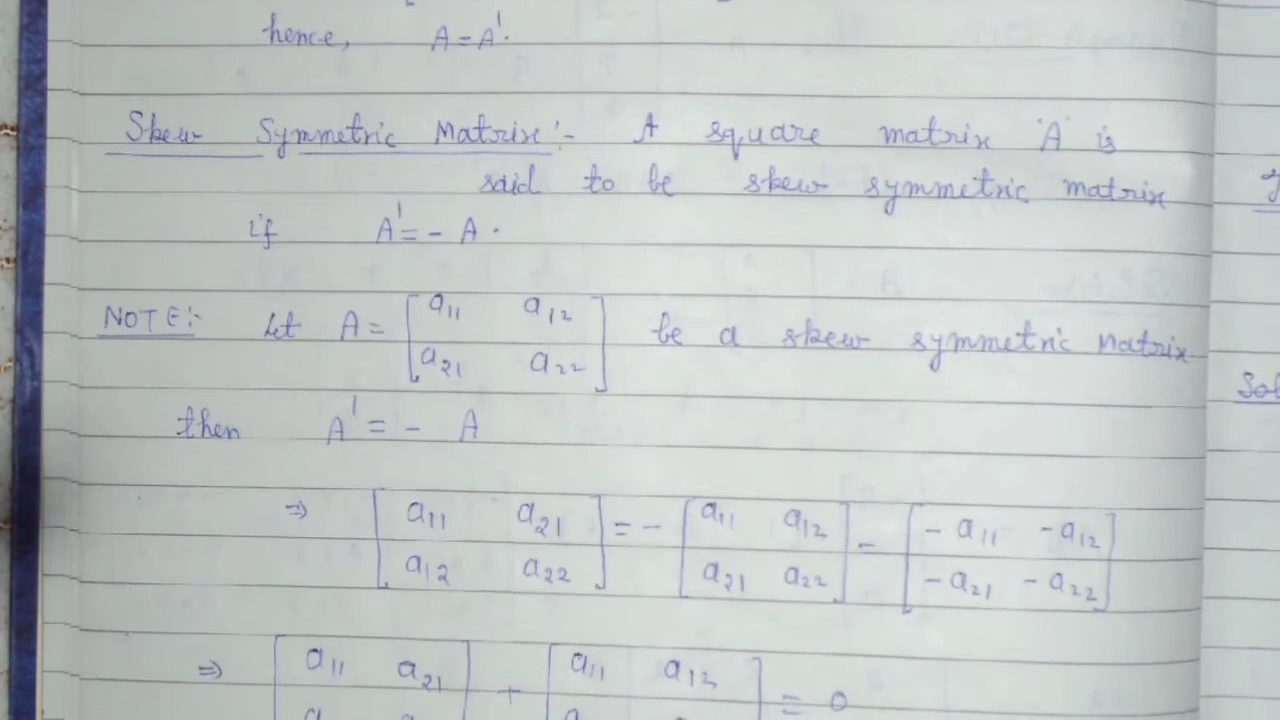 hence, A = A'.
Skew Symmetric Matrix :- A square matrix 'A' is
said to be skew symmetric matrix
if A' = - A .
NOTE :- Let A = [ a11 a12
a21 a22 ] be a skew symmetric Matrix
then A' = - A
⇒ [ a11 a21
a12 a22 ] = - [ a11 a12
a21 a22 ] - [ - a11 - a12
- a21 - a22 ]
⇒ [ a11 a21 + [ a11 a12 ] = 0
Sol